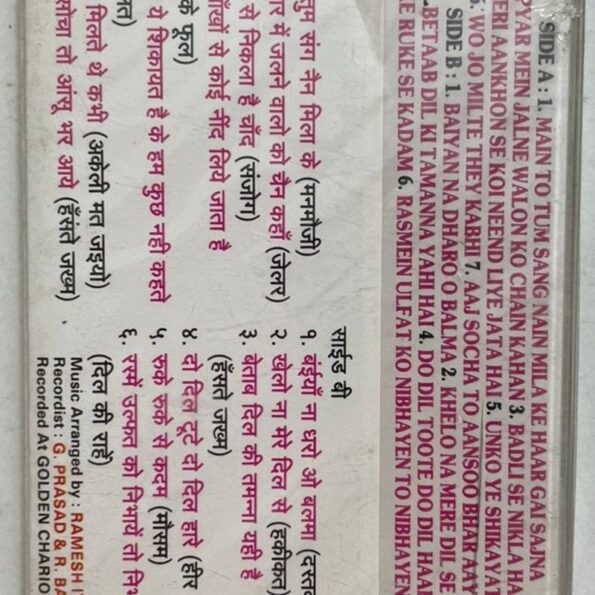 SIDE A : 1. MAIN TO TUM SANG NAIN MILA KE HAAR GAI SAJNA
PYAR MEIN JALNE WALON KO CHAIN KAHAN 3. BADLI SE NIKLA HA
ERI AANKHON SE KOI NEEND LIYE JATA HAI 5. UNKO YE SHIKAYAT
6. WO JO MILTE THEY KABHI 7. AAJ SOCHA TO AANSOO BHAR AAY
SIDE B : 1. BAIYAN NA DHARO O BALMA 2. KHELO NA MERE DIL SE
BETAAB DIL KI TAMANNA YAHI HAI 4. DO DIL TOOTE DO DIL HAAR
RUKE SE KADAM 6. RASMEIN ULFAT KO NIBHAYEN TO NIBHAYEN
तुम संग नैन मिला के (मनमौजी)
में जलने वालो को चैन कहाँ (जेलर)
से निकला है चाँद (संजोग)
आँखों से कोई नींद लिये जाता है
के फूल)
ये शिकायत है के हम कुछ नही कहते
मिलते थे कभी (अकेली मत जइयो)
सोचा तो आंसू भर आये (हँसते जख्म)
साईड बी
१. बंईयाँ न धरो ओ बलमा (दस्तक
२. खेलो न मेरे दिल से (हकीकत)
३. बेताब दिल की तमन्ना यही है
(हँसते जख्म)
४. दो दिल टूटे दो दिल हारे (हीर
५. रुके रुके से कदम (मौसम)
६. रस्में उल्फत को निभायें तो निभ
(दिल की राहें)
Music Arranged by : RAMESH I
Recordist : G. PRASAD & R. BA
Recorded At GOLDEN CHARIO